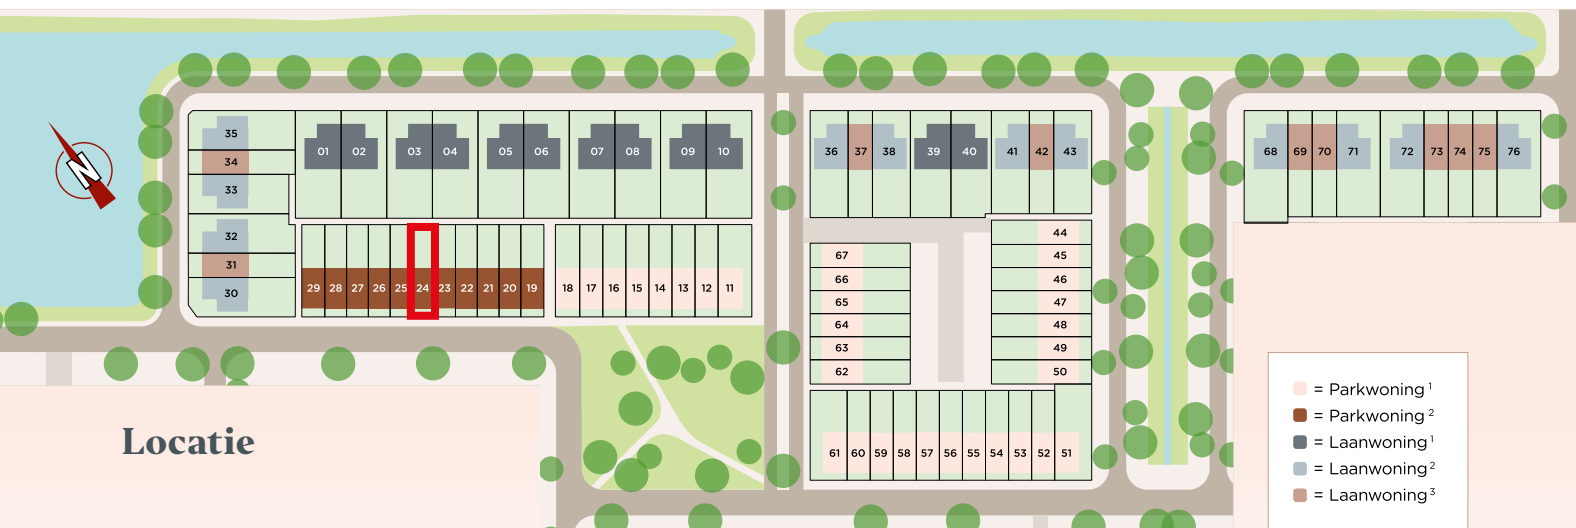 35
34
33
32
31
30
N
01 02 03 04 05 06 07 08 09 10
29 28 27 26 25 24 23 22 21 20 19
18 17 16 15 14 13 12 11
36 37 38 39 40 41 42 43
44
45
46
47
48
49
50
67
66
65
64
63
62
61 60 59 58 57 56 55 54 53 52 51
68 69 70 71 72 73 74 75 76
Locatie
= Parkwoning ¹
= Parkwoning ²
= Laanwoning ¹
= Laanwoning ²
= Laanwoning ³